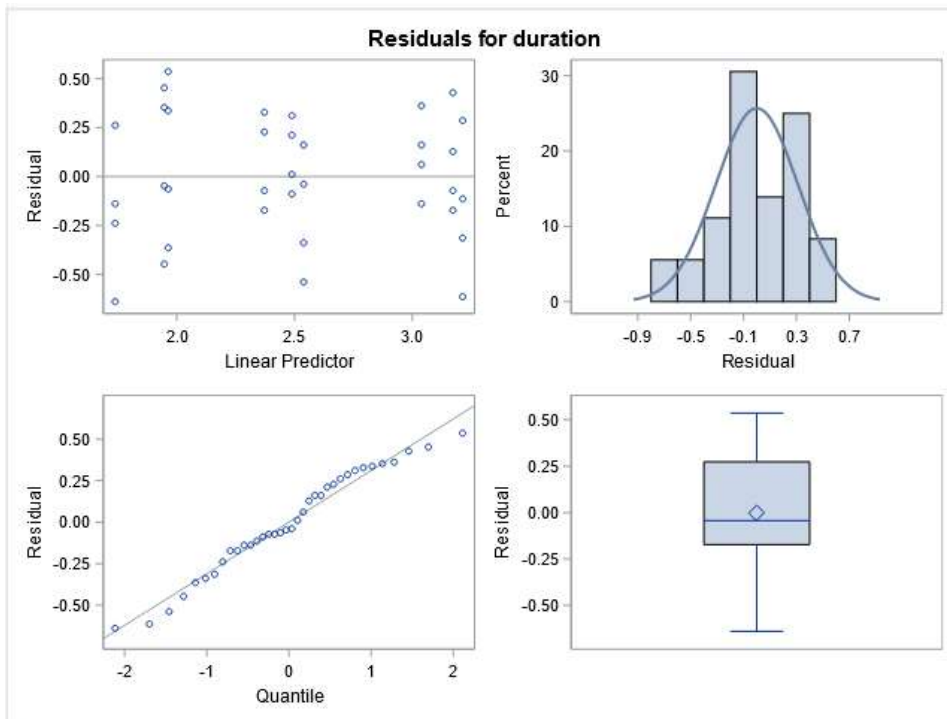 Residuals for duration
0.50
0.25
0.00
-0.25
-0.50
Residual
2.0 2.5 3.0
Linear Predictor
30
20
10
0
Percent
-0.9 -0.5 -0.1 0.3 0.7
Residual
0.50
0.25
0.00
-0.25
-0.50
Residual
-2 -1 0 1 2
Quantile
0.50
0.25
0.00
-0.25
-0.50
Residual